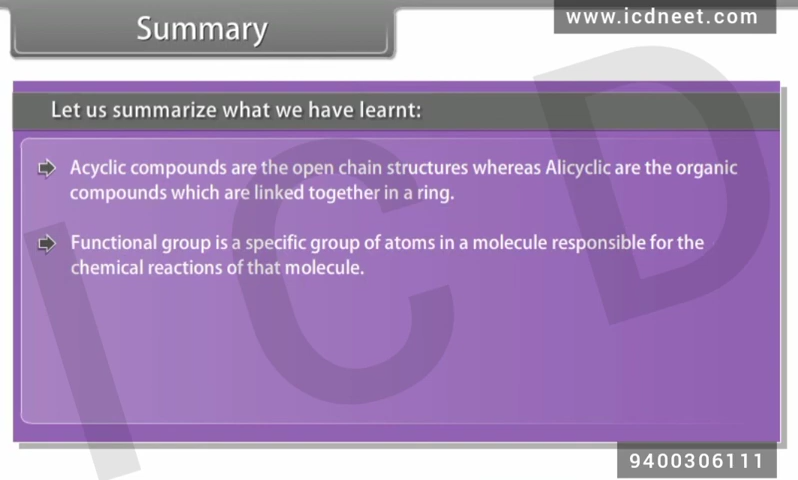 www.icdneet.com
Summary
Let us summarize what we have learnt:
Acyclic compounds are the open chain structures whereas Alicyclic are the organic
compounds which are linked together in a ring.
Functional group is a specific group of atoms in a molecule responsible for the
chemical reactions of that molecule.
ICD
9400306111